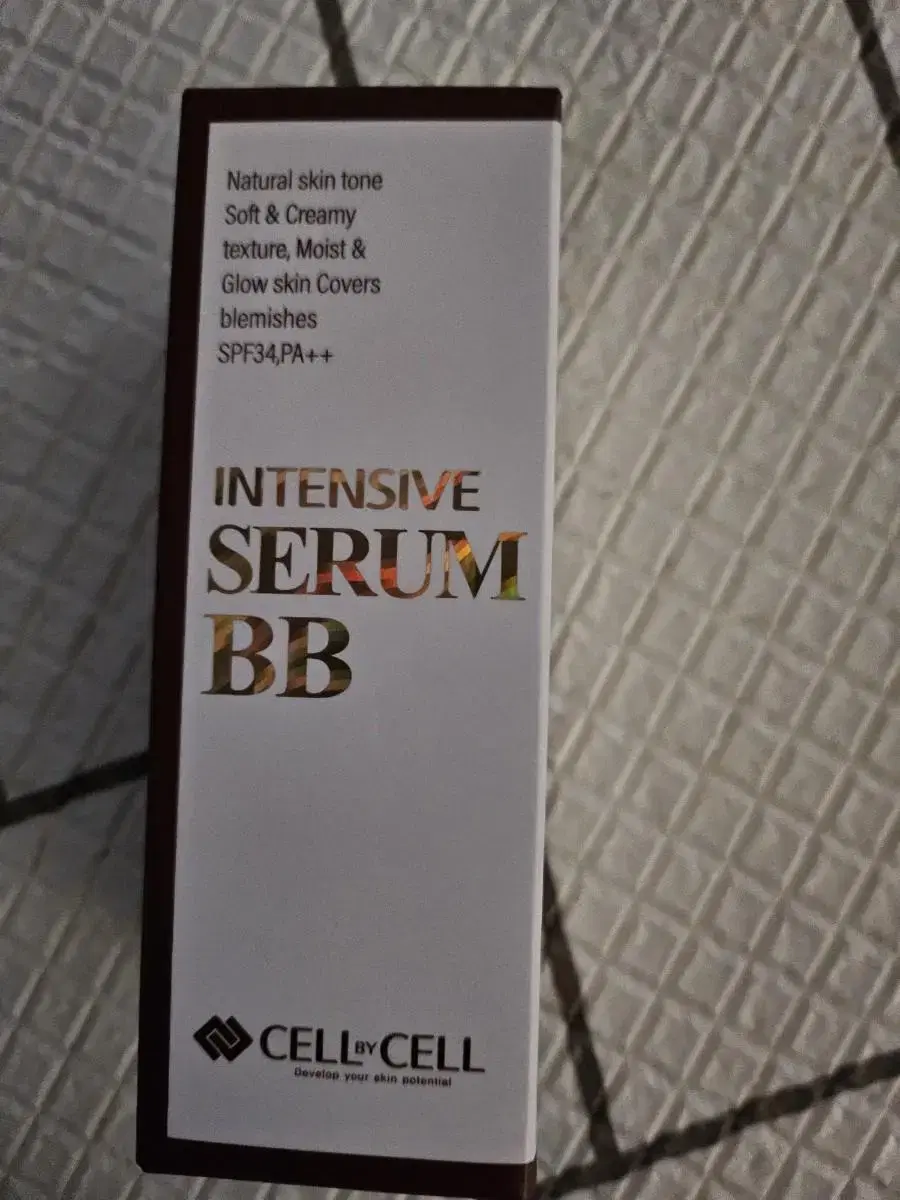 Natural skin tone
Soft & Creamy
texture, Moist &
Glow skin Covers
blemishes
SPF34,PA++
INTENSIVE
SERUM
BB
CELL BY CELL
Develop your skin potential